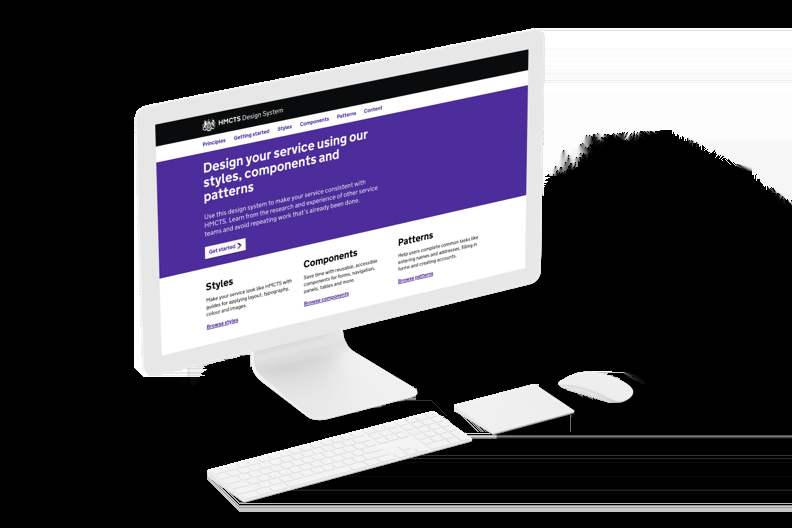 HMCTS Design System
Principles Getting started Styles Components Patterns Content
Design your service using our
styles, components and
patterns
Use this design system to make your service consistent with
HMCTS. Learn from the research and experience of other service
teams and avoid repeating work that's already been done.
Get started
Styles
Make your service look like HMCTS with
guides for applying layout, typography,
colour and images.
Browse styles
Components
Save time with reusable, accessible
components for forms, navigation,
panels, tables and more.
Browse components
Patterns
Help users complete common tasks like
entering names and addresses, filling in
forms and creating accounts.
Browse patterns